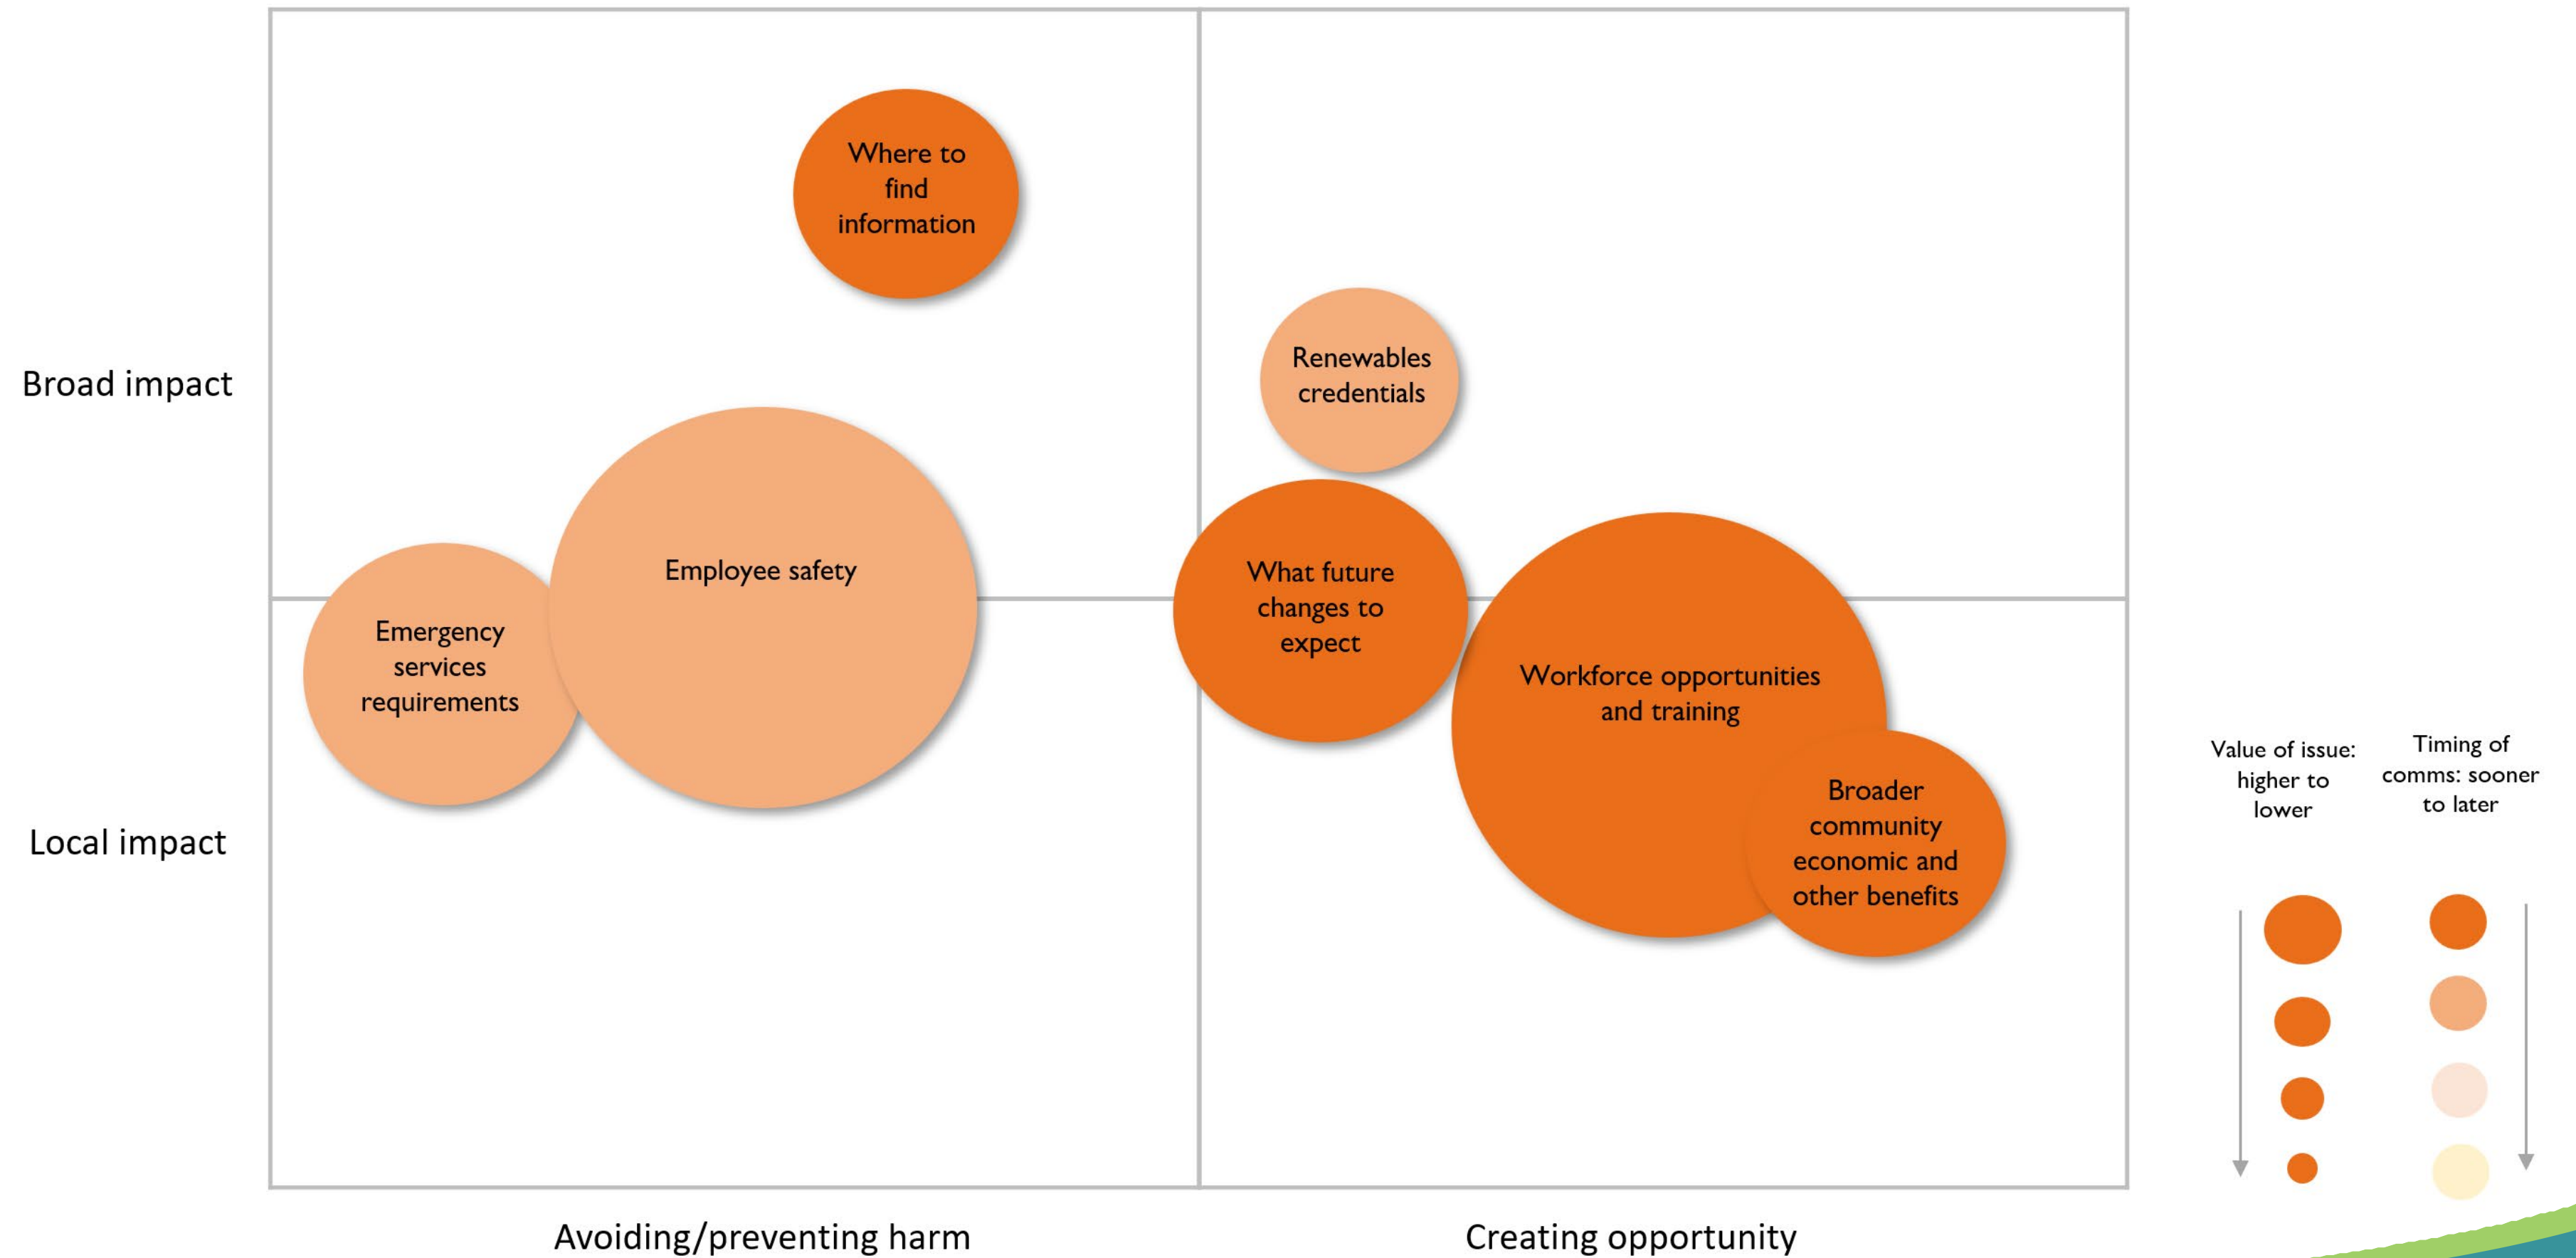 Where to
find
information
Renewables
credentials
Broad impact
Employee safety
What future
changes to
expect
Emergency
services
requirements
Workforce opportunities
and training
Broader
community
economic and
other benefits
Local impact
Value of issue:
higher to
lower
Timing of
comms: sooner
to later
Avoiding/preventing harm
Creating opportunity